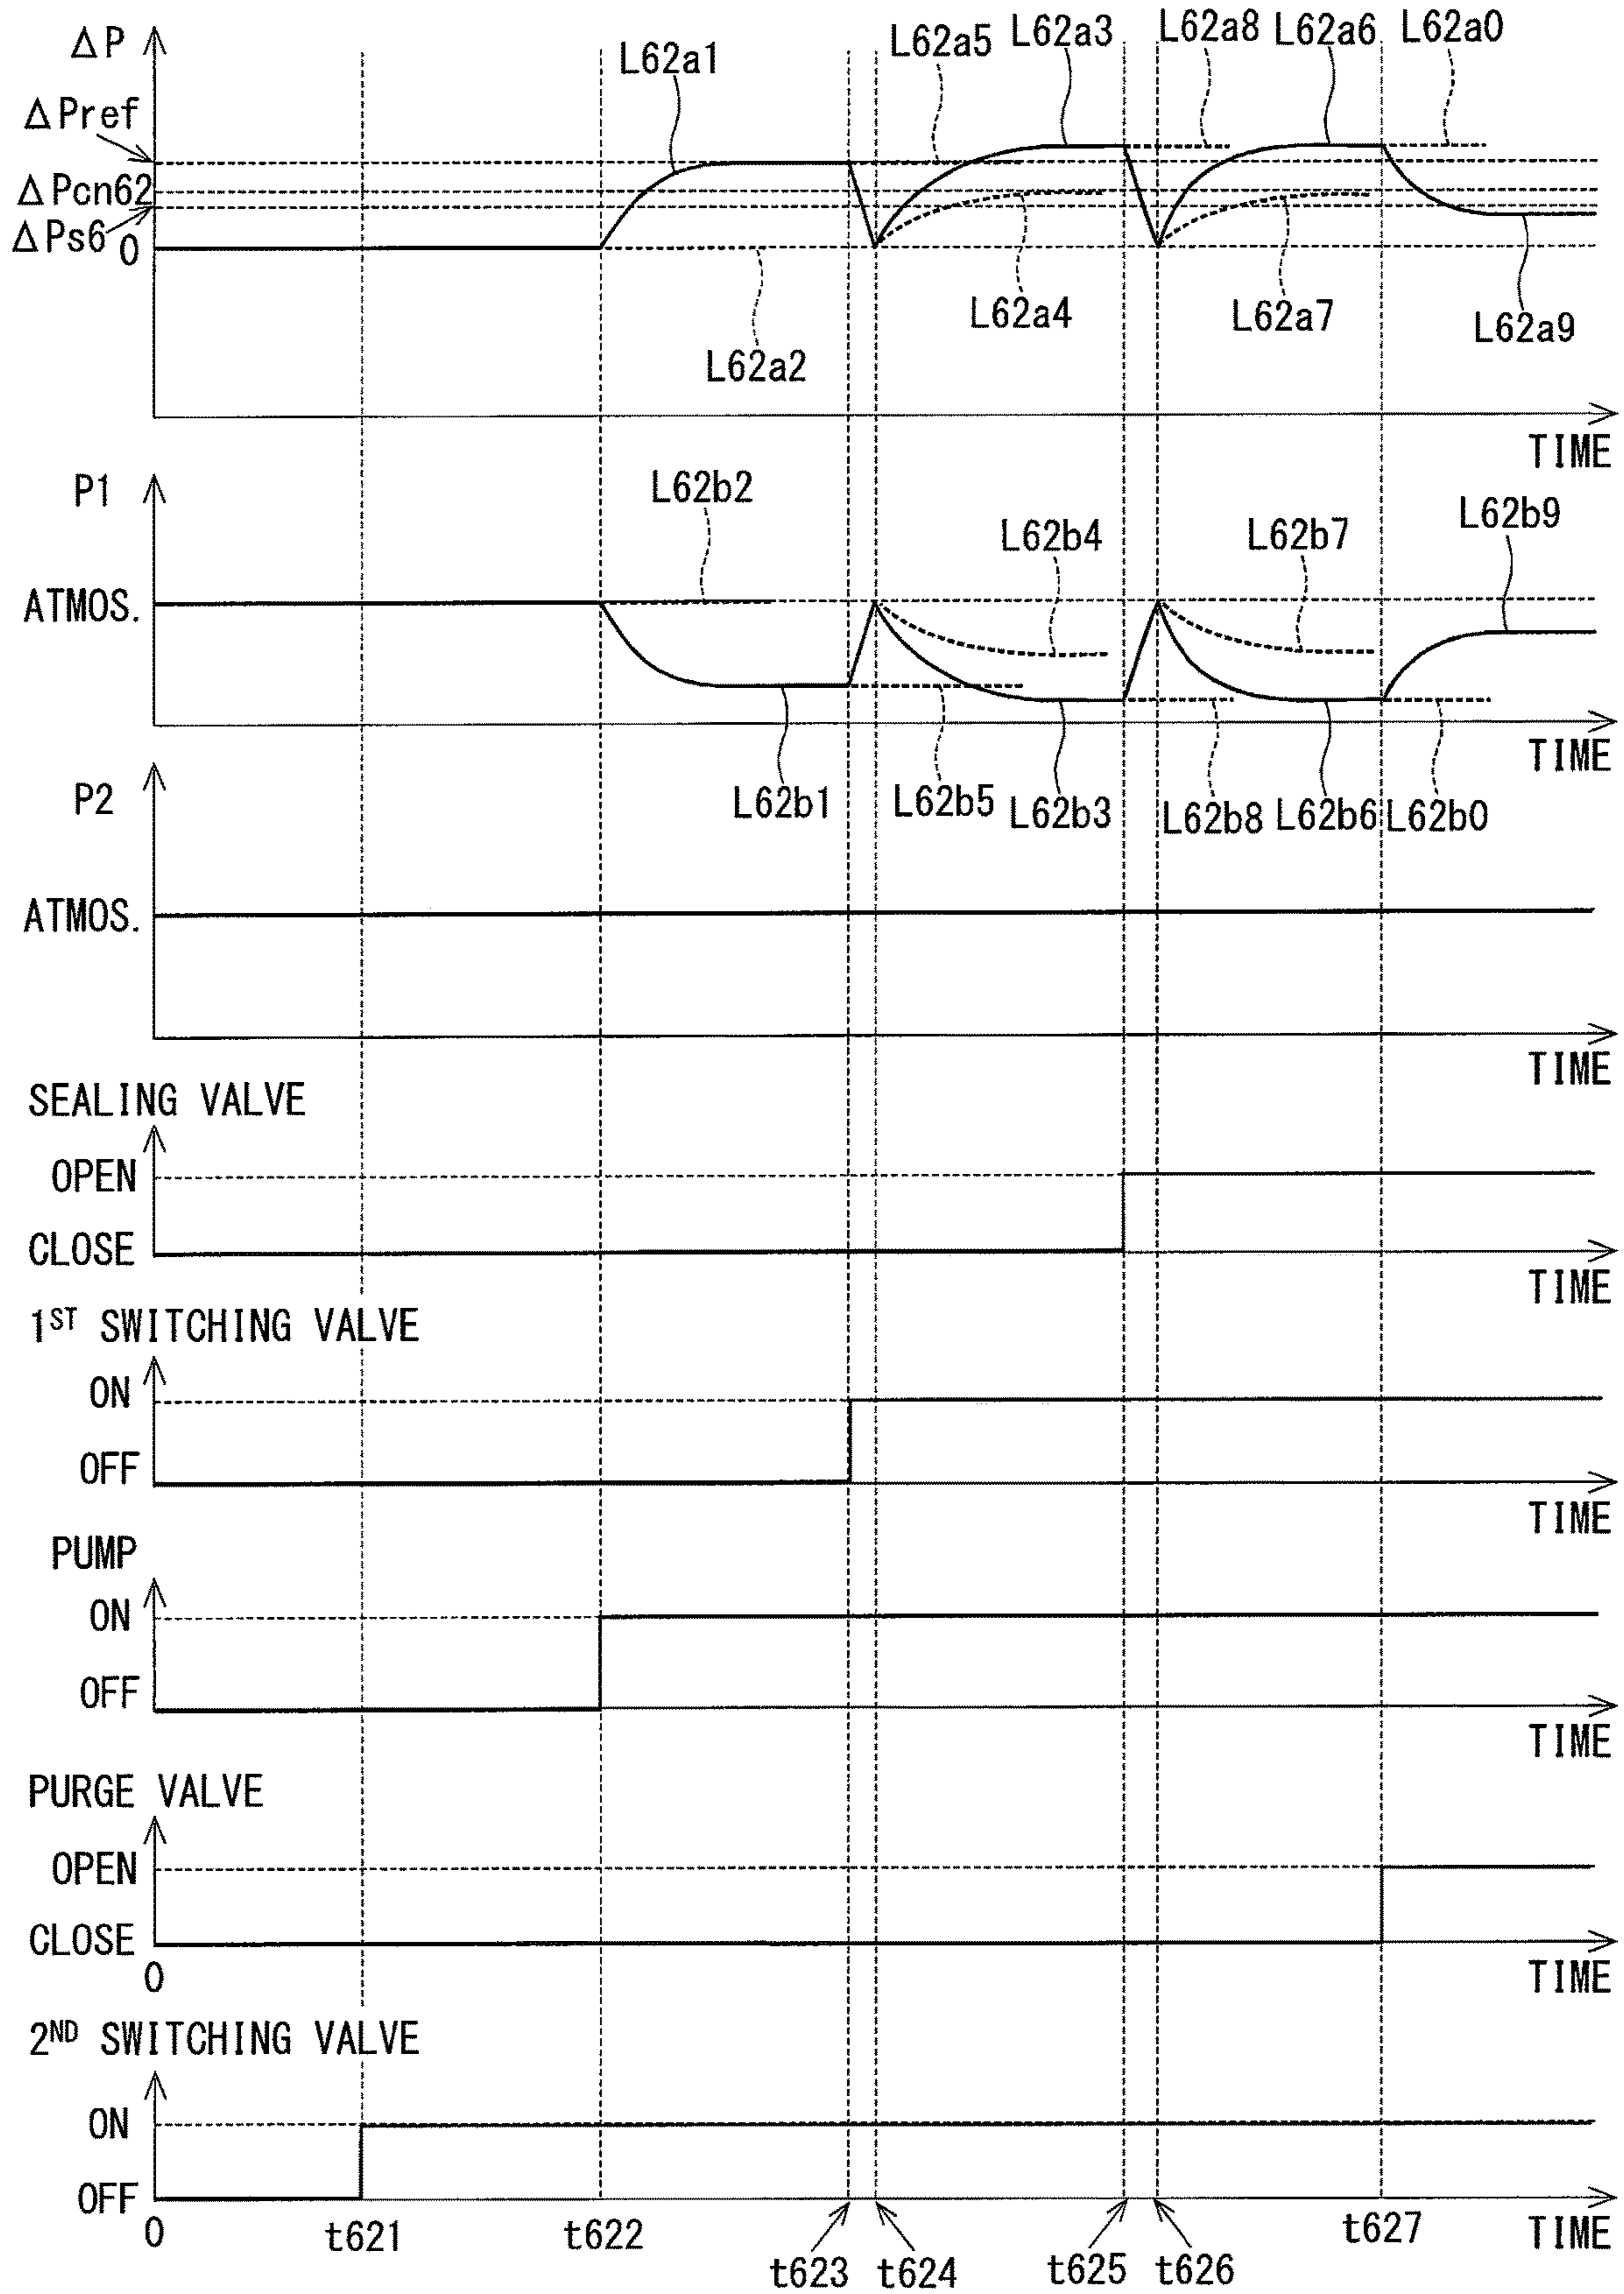 ΔP
L62a1
L62a5
L62a3
L62a8
L62a6
L62a0
ΔPref
ΔPcn62
ΔPs6
0
L62a4
L62a7
L62a9
L62a2
TIME
P1
L62b2
L62b4
L62b7
L62b9
ATMOS.
TIME
P2
L62b1
L62b5
L62b3
L62b8
L62b6
L62b0
ATMOS.
TIME
SEALING VALVE
OPEN
CLOSE
TIME
1ST SWITCHING VALVE
ON
OFF
TIME
PUMP
ON
OFF
TIME
PURGE VALVE
OPEN
CLOSE
0
TIME
2ND SWITCHING VALVE
ON
OFF
0
t621
t622
t623
t624
t625
t626
t627
TIME